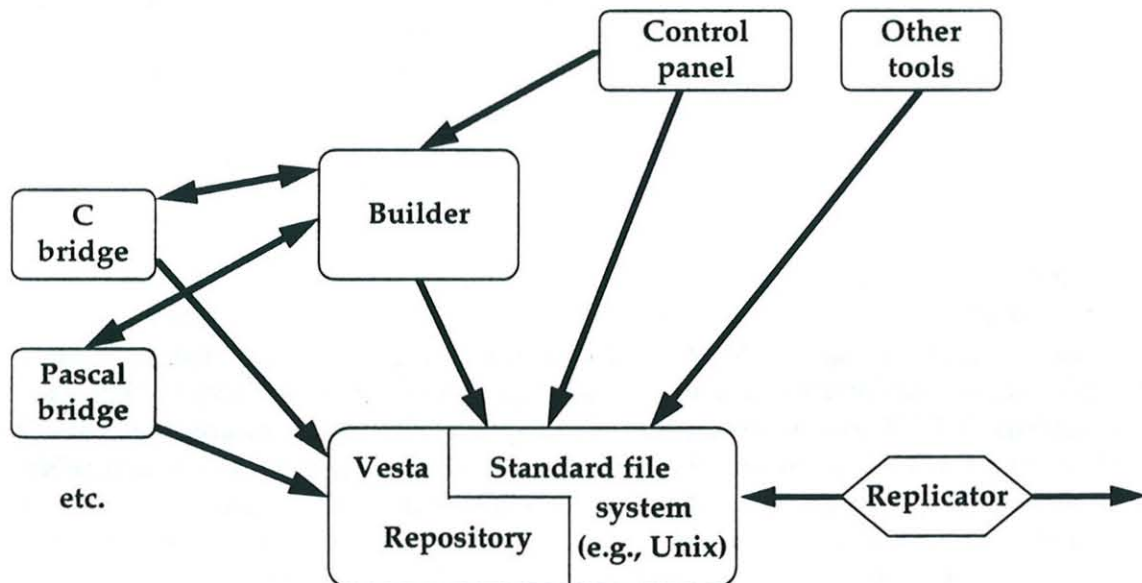 Control
panel
Other
tools
Builder
C
bridge
Pascal
bridge
etc.
Vesta
Repository
Standard file
system
(e.g., Unix)
Replicator